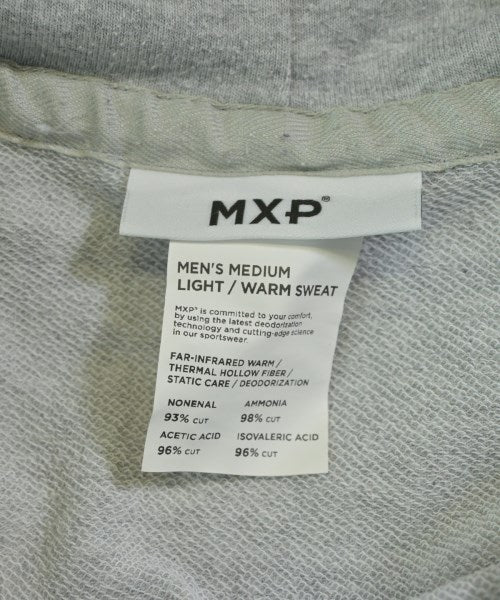 MXP®
MEN'S MEDIUM
LIGHT / WARM SWEAT
MXP® is committed to your comfort,
by using the latest deodorization
technology and cutting-edge science
in our sportswear.
FAR-INFRARED WARM /
THERMAL HOLLOW FIBER /
STATIC CARE / DEODORIZATION
NONENAL AMMONIA
93% CUT 98% CUT
ACETIC ACID ISOVALERIC ACID
96% CUT 96% CUT